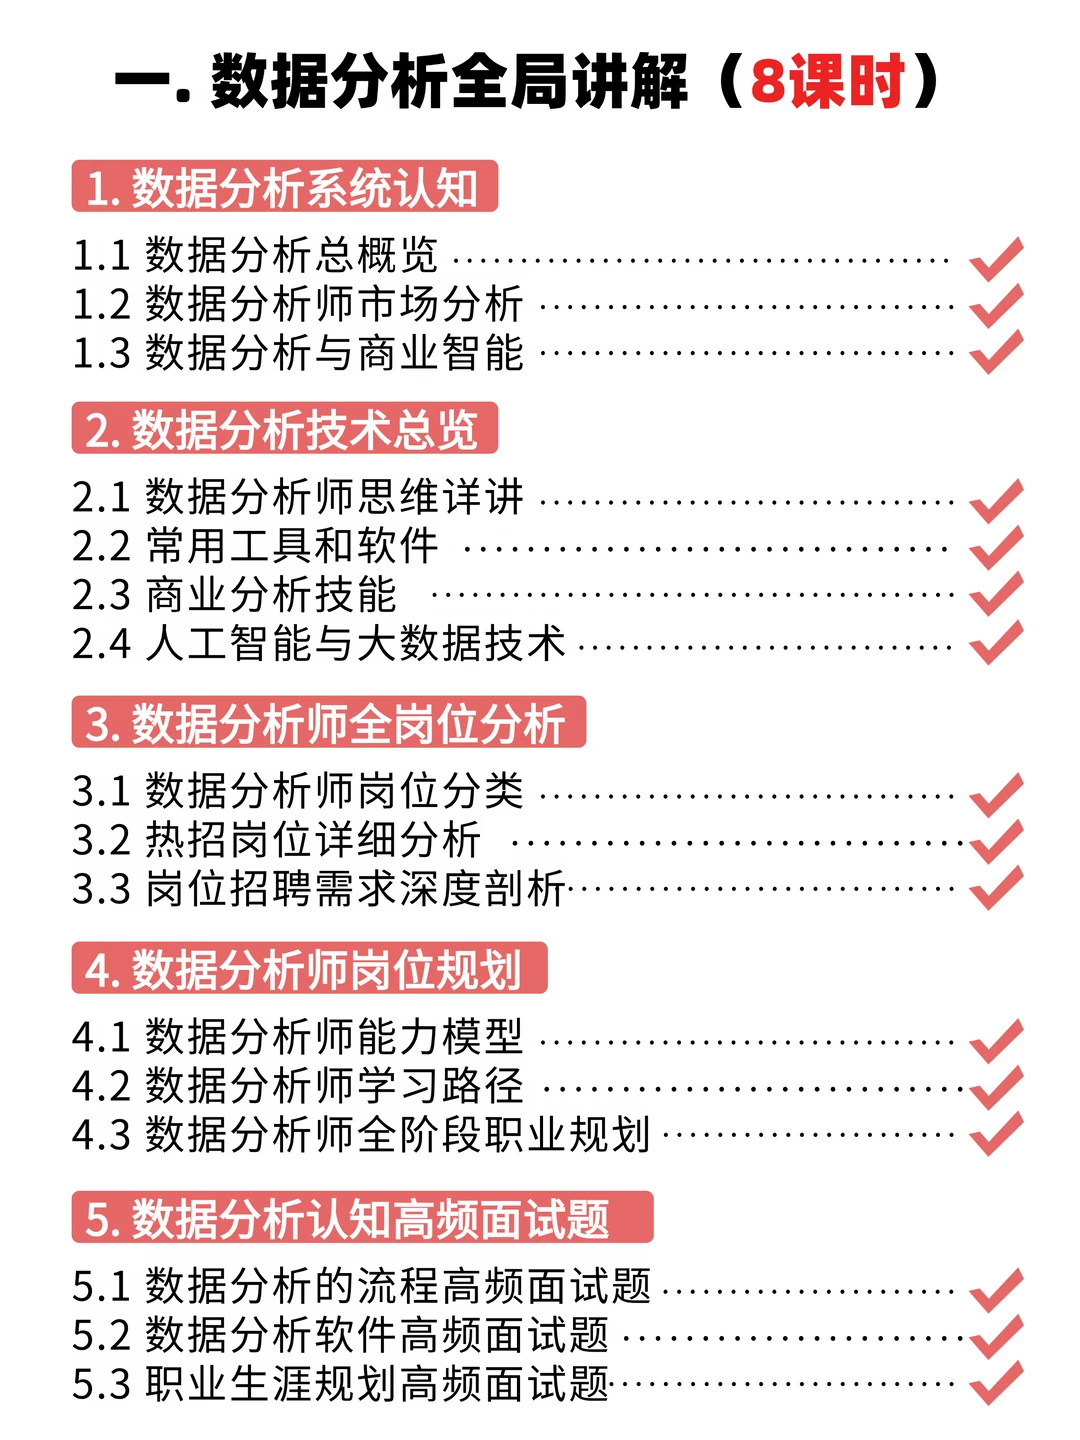 一. 数据分析全局讲解（8课时）
1. 数据分析系统认知
1.1 数据分析总概览
1.2 数据分析师市场分析
1.3 数据分析与商业智能
2. 数据分析技术总览
2.1 数据分析师思维详讲
2.2 常用工具和软件
2.3 商业分析技能
2.4 人工智能与大数据技术
3. 数据分析师全岗位分析
3.1 数据分析师岗位分类
3.2 热招岗位详细分析
3.3 岗位招聘需求深度剖析
4. 数据分析师岗位规划
4.1 数据分析师能力模型
4.2 数据分析师学习路径
4.3 数据分析师全阶段职业规划
5. 数据分析认知高频面试题
5.1 数据分析的流程高频面试题
5.2 数据分析软件高频面试题
5.3 职业生涯规划高频面试题